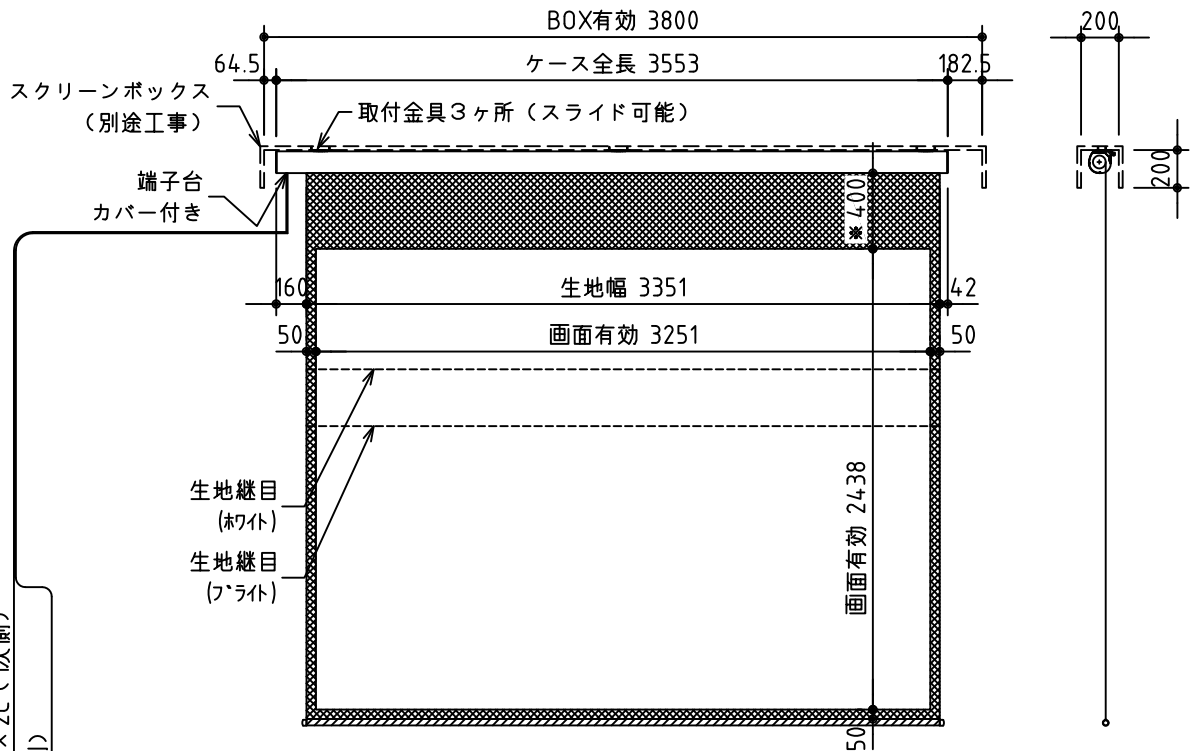 BOX有効 3800
200
64.5
ケース全長 3553
182.5
スクリーンボックス
(別途工事)
取付金具3ヶ所(スライド可能)
200
端子台
カバー付き
※ 400
160
生地幅 3351
42
50
画面有効 3251
50
生地継目
(ホワイト)
生地継目
(ブライト)
画面有効 2438
50